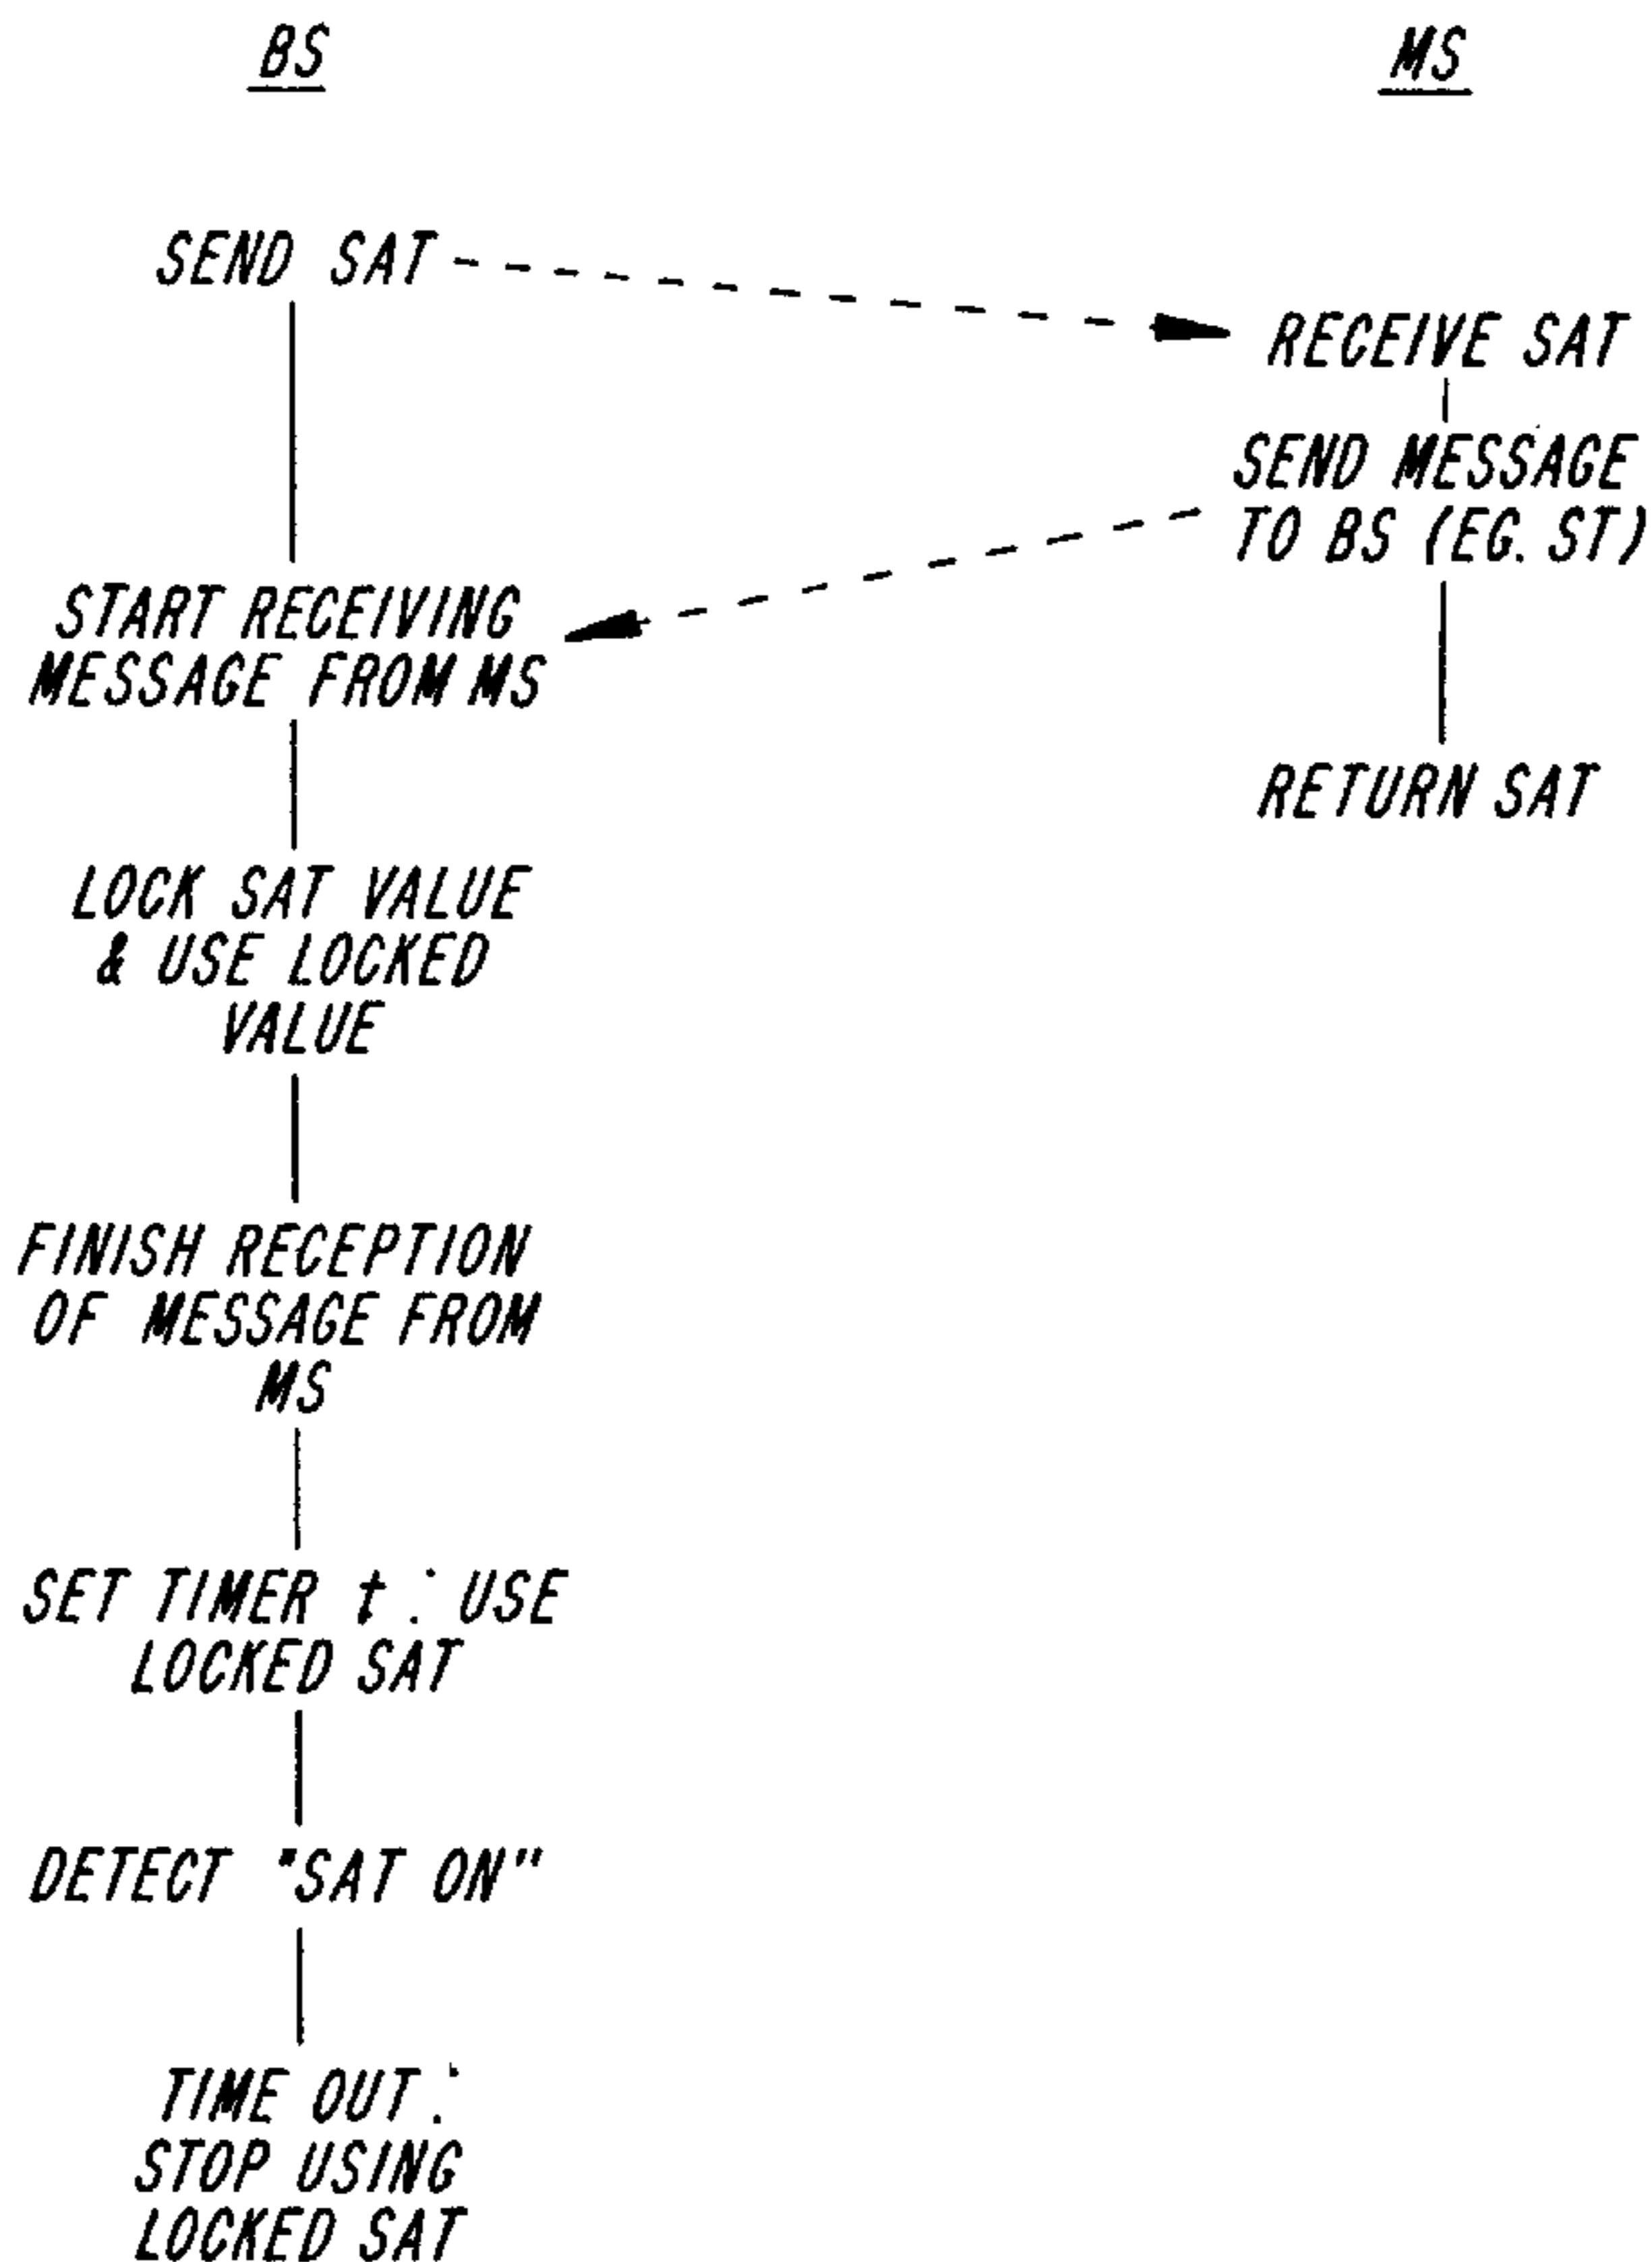 BS
MS
SEND SAT
RECEIVE SAT
SEND MESSAGE
TO BS (EG. ST)
START RECEIVING
MESSAGE FROM MS
RETURN SAT
LOCK SAT VALUE
& USE LOCKED
VALUE
FINISH RECEPTION
OF MESSAGE FROM
MS
SET TIMER t : USE
LOCKED SAT
DETECT "SAT ON"
TIME OUT :
STOP USING
LOCKED SAT